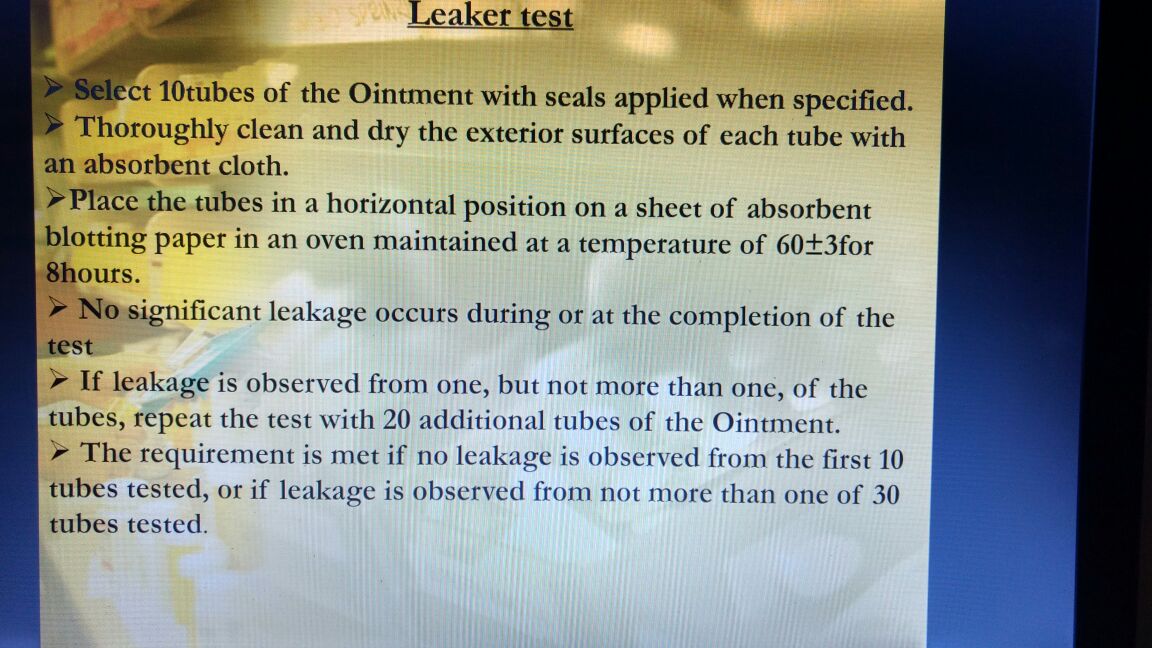 Leaker test
➢ Select 10tubes of the Ointment with seals applied when specified.
➢ Thoroughly clean and dry the exterior surfaces of each tube with
an absorbent cloth.
➢Place the tubes in a horizontal position on a sheet of absorbent
blotting paper in an oven maintained at a temperature of 60±3for
8hours.
➢ No significant leakage occurs during or at the completion of the
test
➢ If leakage is observed from one, but not more than one, of the
tubes, repeat the test with 20 additional tubes of the Ointment.
➢ The requirement is met if no leakage is observed from the first 10
tubes tested, or if leakage is observed from not more than one of 30
tubes tested.